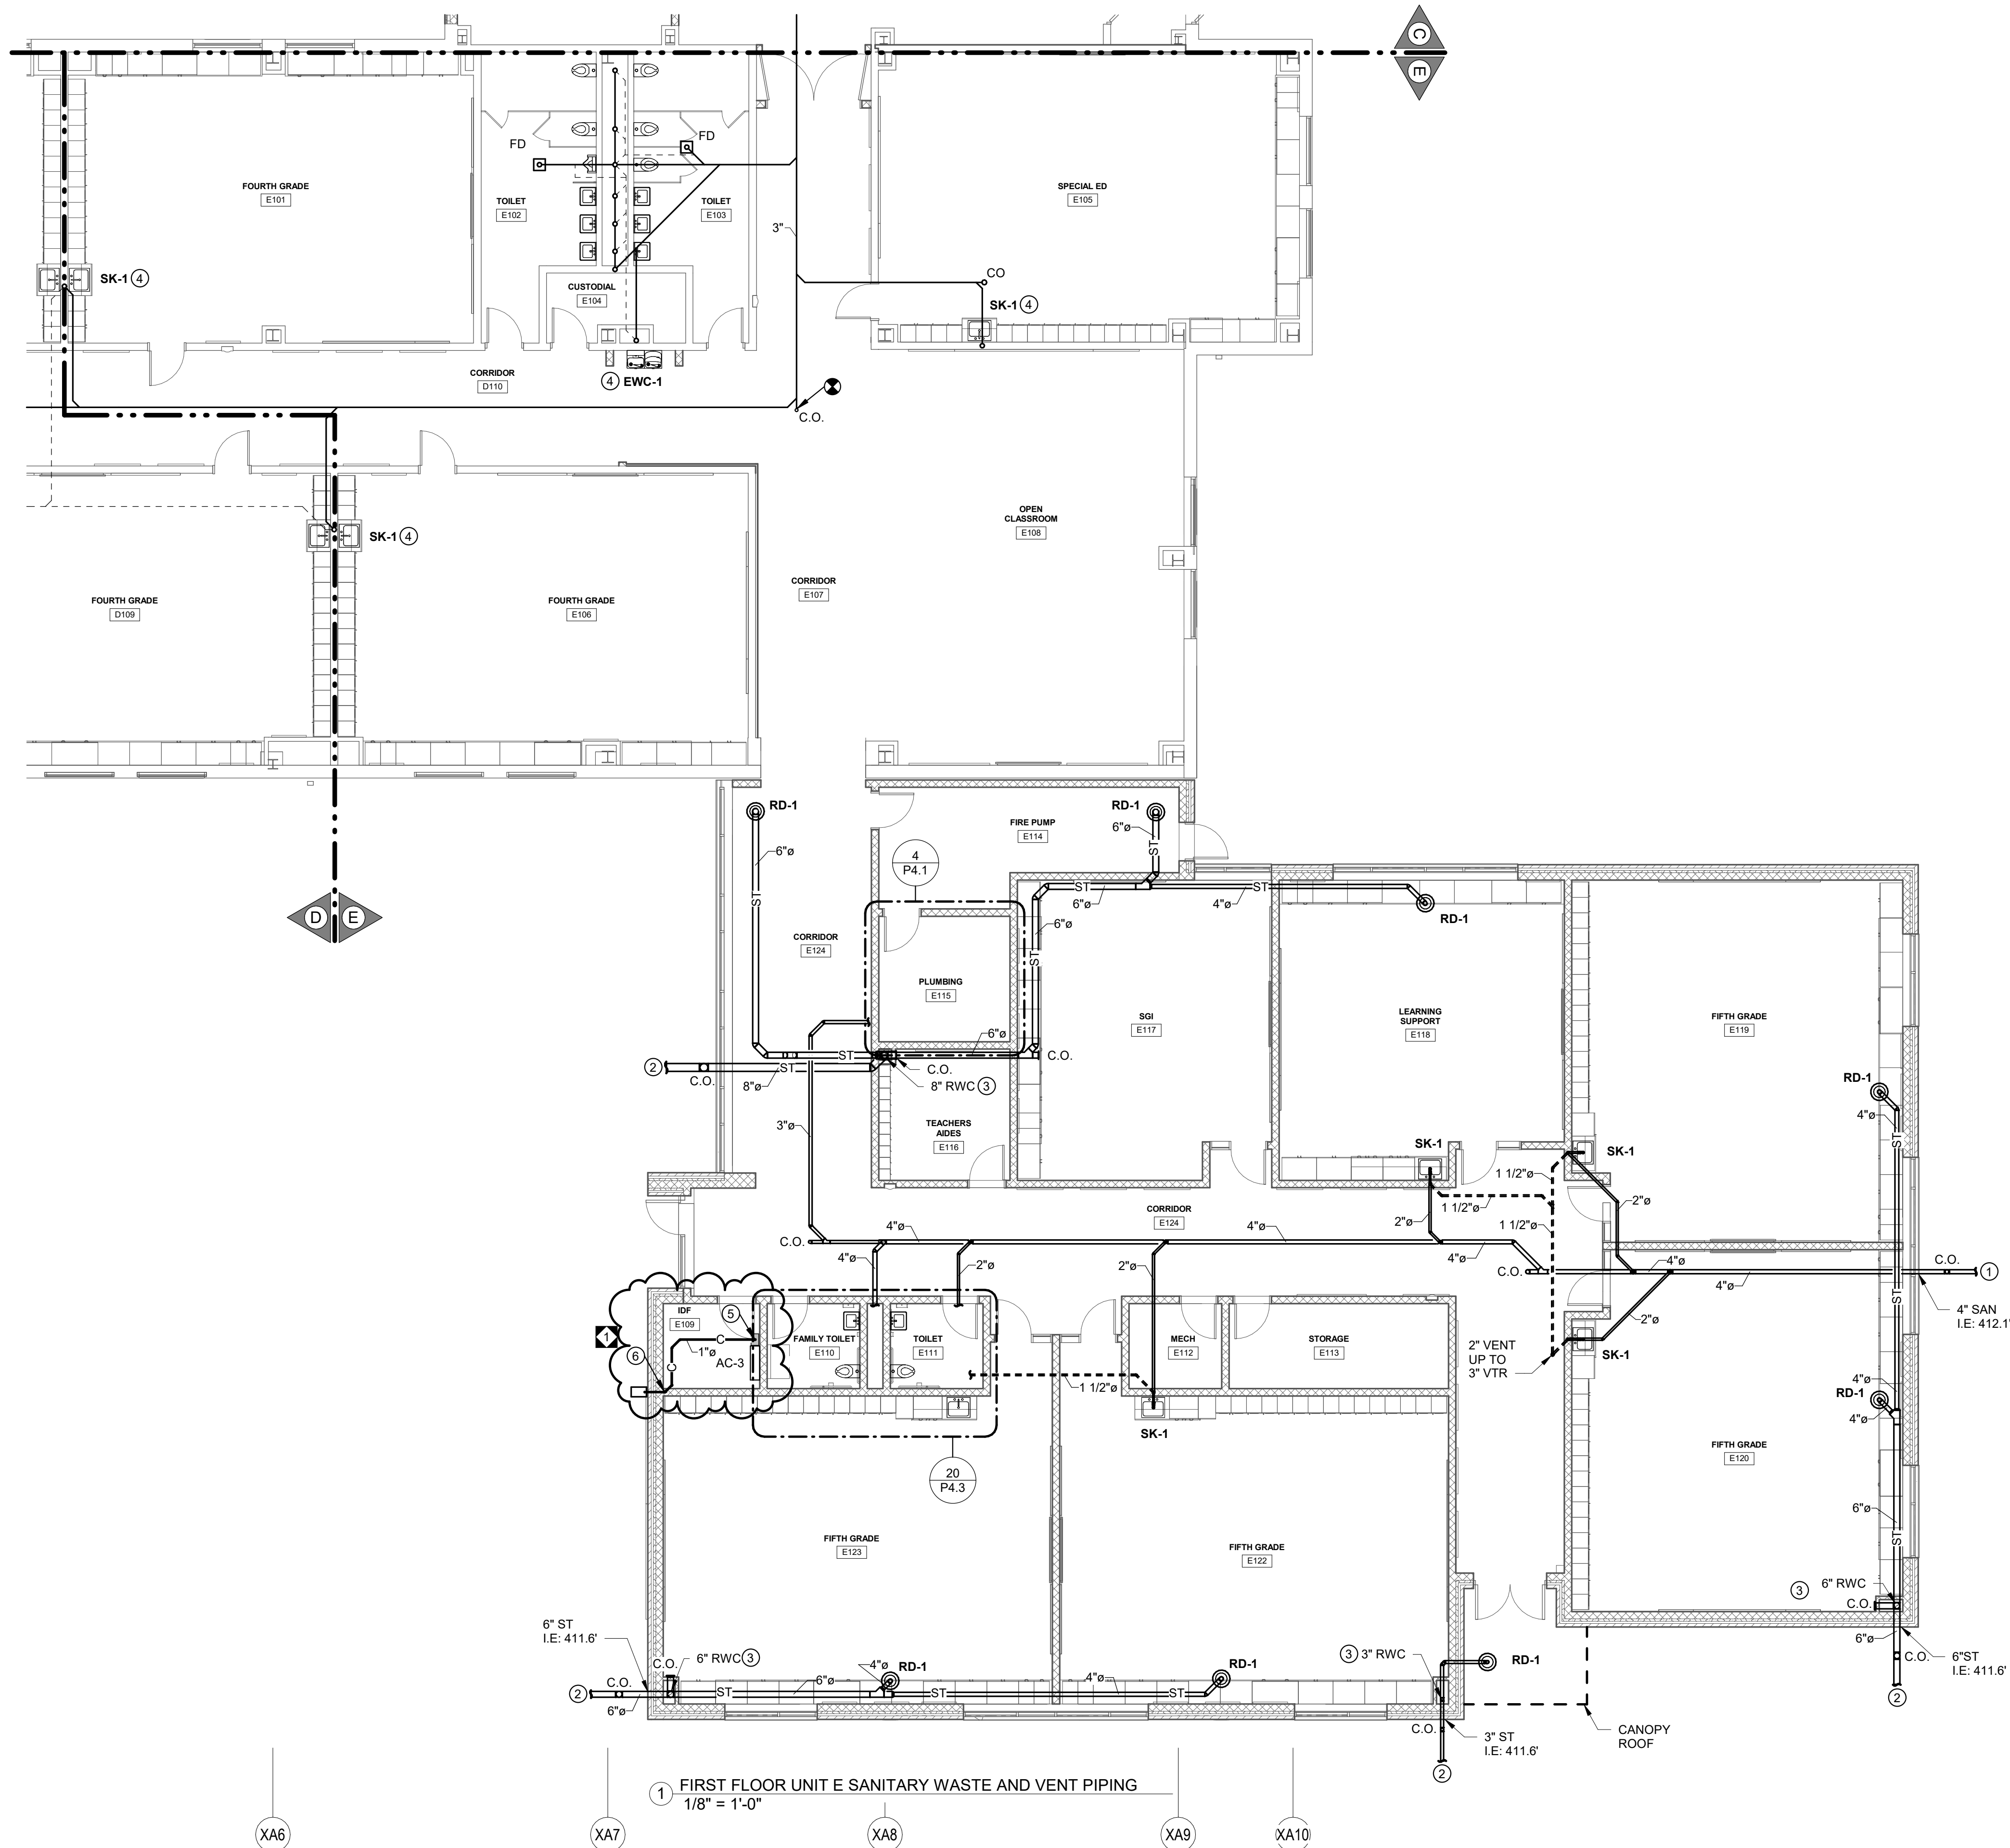 C
E
FOURTH GRADE
E101
FD
FD
TOILET
E102
TOILET
E103
SPECIAL ED
E105
3"
SK-1 4
CUSTODIAL
E104
CO
SK-1 4
CORRIDOR
D110
4 EWC-1
C.O.
SK-1 4
OPEN
CLASSROOM
E108
CORRIDOR
E107
FOURTH GRADE
D109
FOURTH GRADE
E106
RD-1
RD-1
FIRE PUMP
E114
6"ø
6"ø
ST
4
P4.1
ST
6"ø
ST
4"ø
RD-1
ST
D
E
6"ø
CORRIDOR
E124
ST
PLUMBING
E115
SGI
E117
LEARNING
SUPPORT
E118
FIFTH GRADE
E119
6"ø
ST
C.O.
2
ST
C.O.
C.O.
8"ø
8" RWC 3
RD-1
4"ø
3"ø
TEACHERS
AIDES
E116
ST
SK-1
SK-1
1 1/2"ø
2"ø
1 1/2"ø
CORRIDOR
E124
2"ø
1 1/2"ø
C.O.
4"ø
4"ø
4"ø
4"ø
2"ø
2"ø
C.O.
4"ø
4"ø
C.O.
1
ST
4" SAN
I.E: 412.1'
2"ø
IDF
E109
5
1
C
1"ø
AC-3
6
C
FAMILY TOILET
E110
TOILET
E111
MECH
E112
STORAGE
E113
2" VENT
UP TO
3" VTR
SK-1
1 1/2"ø
4"ø
RD-1
4"ø
SK-1
20
P4.3
FIFTH GRADE
E120
FIFTH GRADE
E123
FIFTH GRADE
E122
6"ø
ST
3
6" RWC
C.O.
6" ST
I.E: 411.6'
6"ø
C.O.
6"ST
I.E: 411.6'
2
C.O.
6" RWC 3
4"ø
RD-1
RD-1
3 3" RWC
RD-1
C.O.
2
6"ø
ST
6"ø
ST
4"ø
ST
C.O.
3" ST
I.E: 411.6'
CANOPY
ROOF
2
1 FIRST FLOOR UNIT E SANITARY WASTE AND VENT PIPING
1/8" = 1'-0"
XA6
XA7
XA8
XA9
XA10